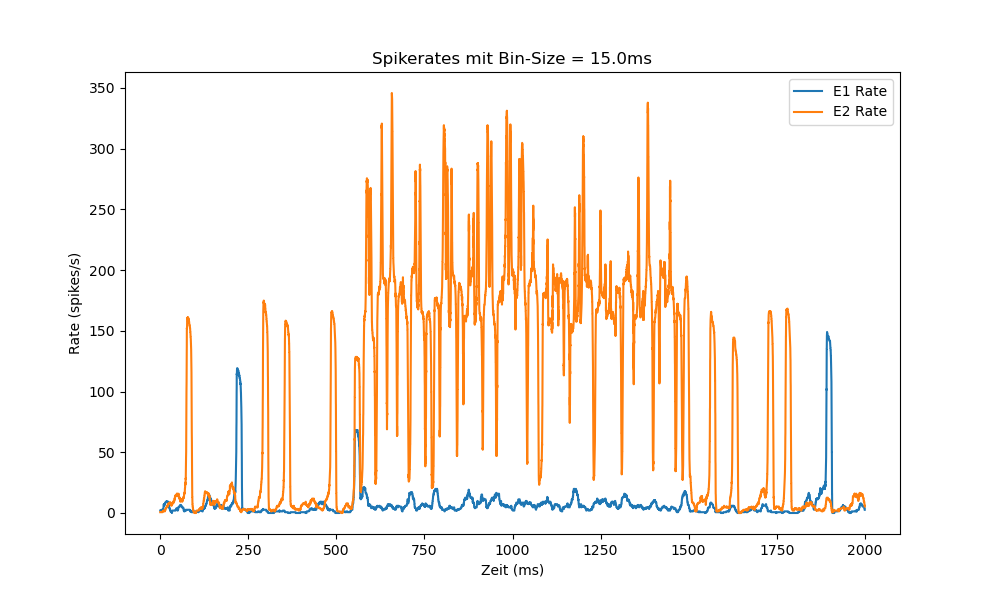 Spikerates mit Bin-Size = 15.0ms
E1 Rate
E2 Rate
Rate (spikes/s)
350
300
250
200
150
100
50
0
0 250 500 750 1000 1250 1500 1750 2000
Zeit (ms)